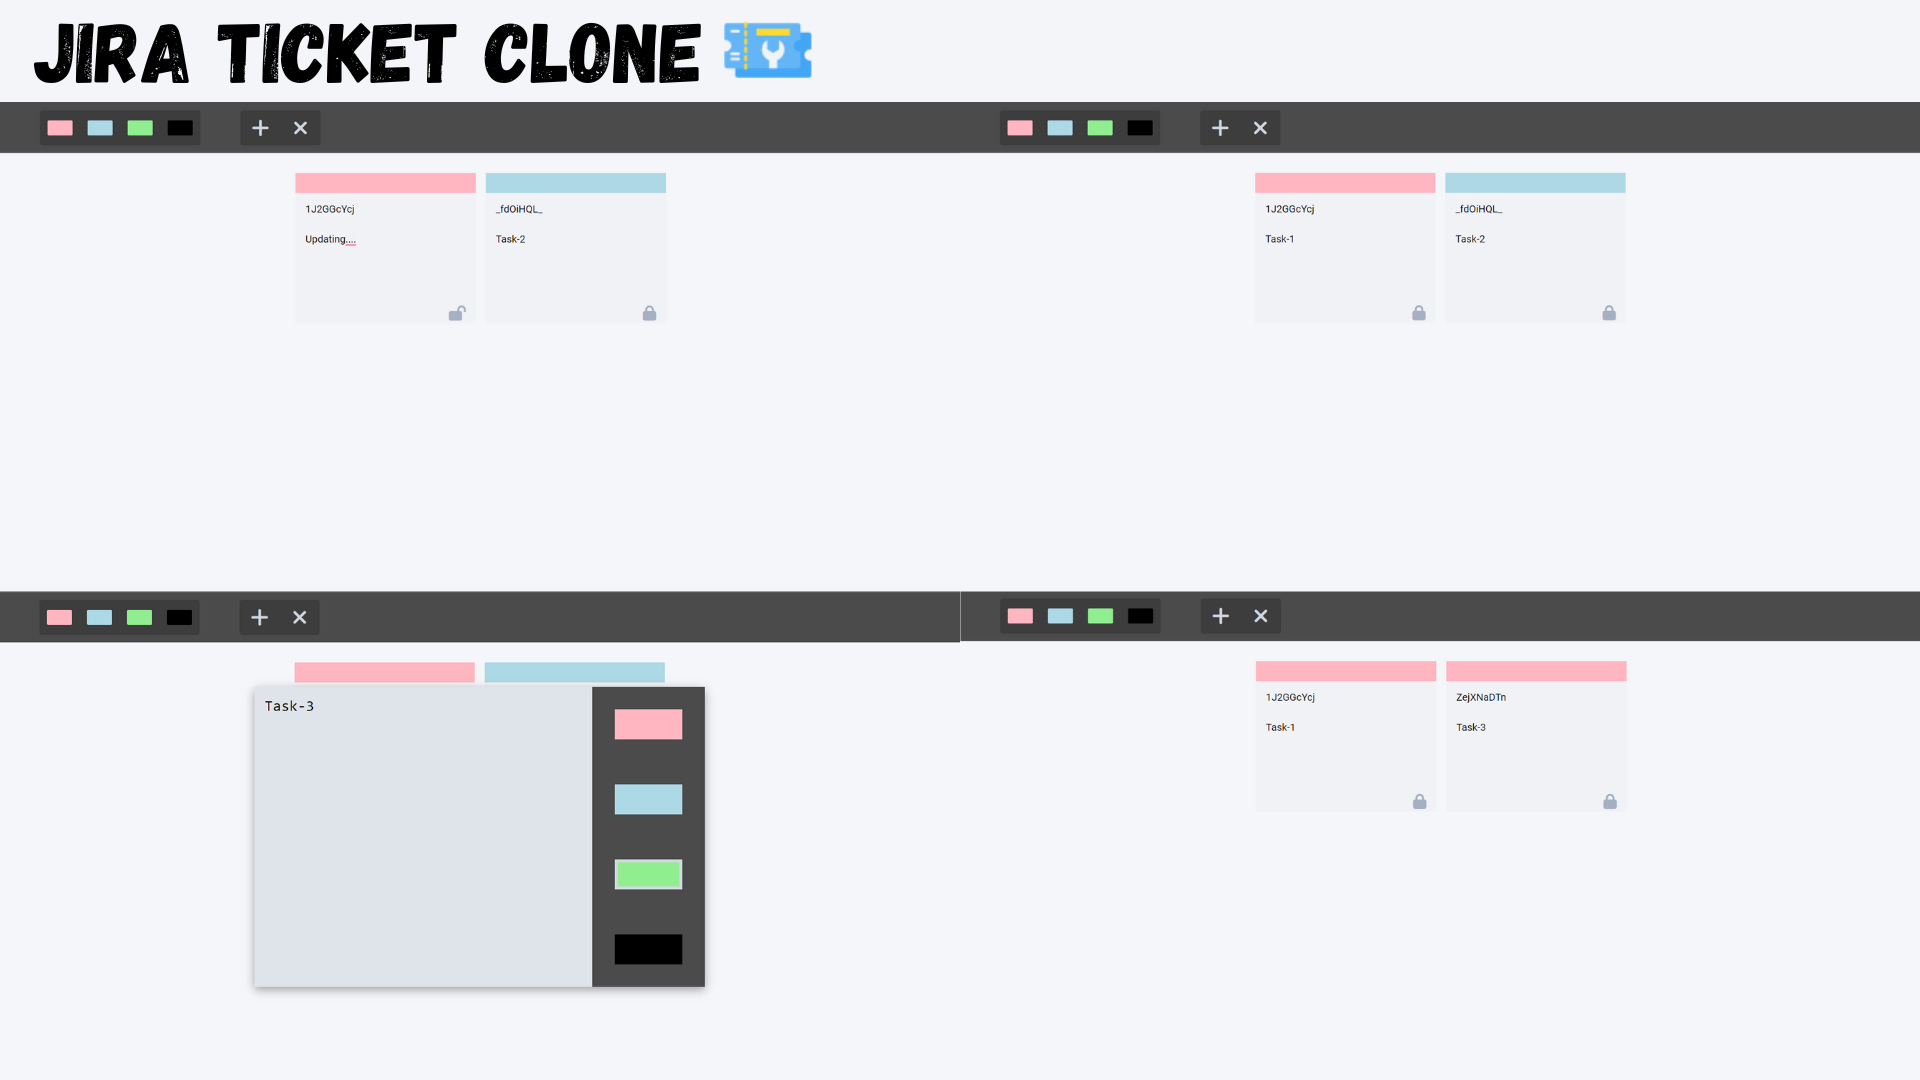 JIRA TICKET CLONE
1J2GGcYcj
Updating....
_fdOiHQL_
Task-2
1J2GGcYcj
Task-1
_fdOiHQL_
Task-2
Task-3
1J2GGcYcj
Task-1
ZejXNaDTn
Task-3